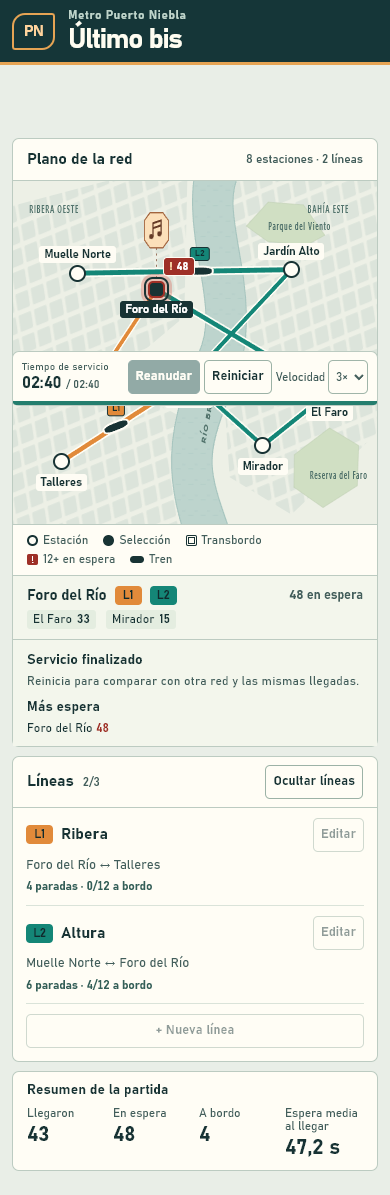 PN
Metro Puerto Niebla
Último bis
Plano de la red
8 estaciones · 2 líneas
RIBERA OESTE
BAHÍA ESTE
Parque del Viento
Muelle Norte
L2
Jardín Alto
! 48
Foro del Río
Tiempo de servicio
02:40 / 02:40
Reanudar
Reiniciar
Velocidad
3×
L1
El Faro
RÍO
Mirador
Talleres
Reserva del Faro
Estación
Selección
Transbordo
! 12+ en espera
Tren
Foro del Río L1 L2
48 en espera
El Faro 33
Mirador 15
Servicio finalizado
Reinicia para comparar con otra red y las mismas llegadas.
Más espera
Foro del Río 48
Líneas 2/3
Ocultar líneas
L1 Ribera
Editar
Foro del Río ↔ Talleres
4 paradas · 0/12 a bordo
L2 Altura
Editar
Muelle Norte ↔ Foro del Río
6 paradas · 4/12 a bordo
+ Nueva línea
Resumen de la partida
Llegaron
43
En espera
48
A bordo
4
Espera media
al llegar
47,2 s